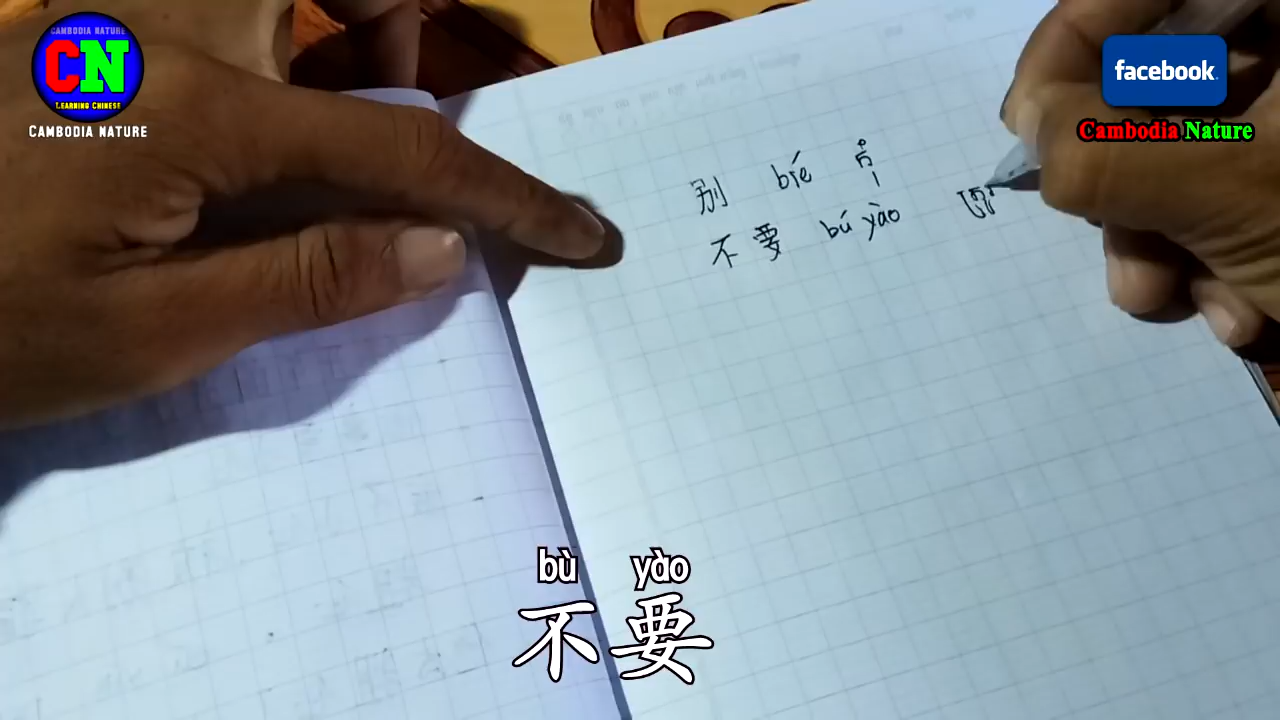 CAMBODIA NATURE
CN
LEARNING CHINESE
CAMBODIA NATURE
facebook
Cambodia Nature
别 bié កុំ
不要 bú yào
bù yào
不要